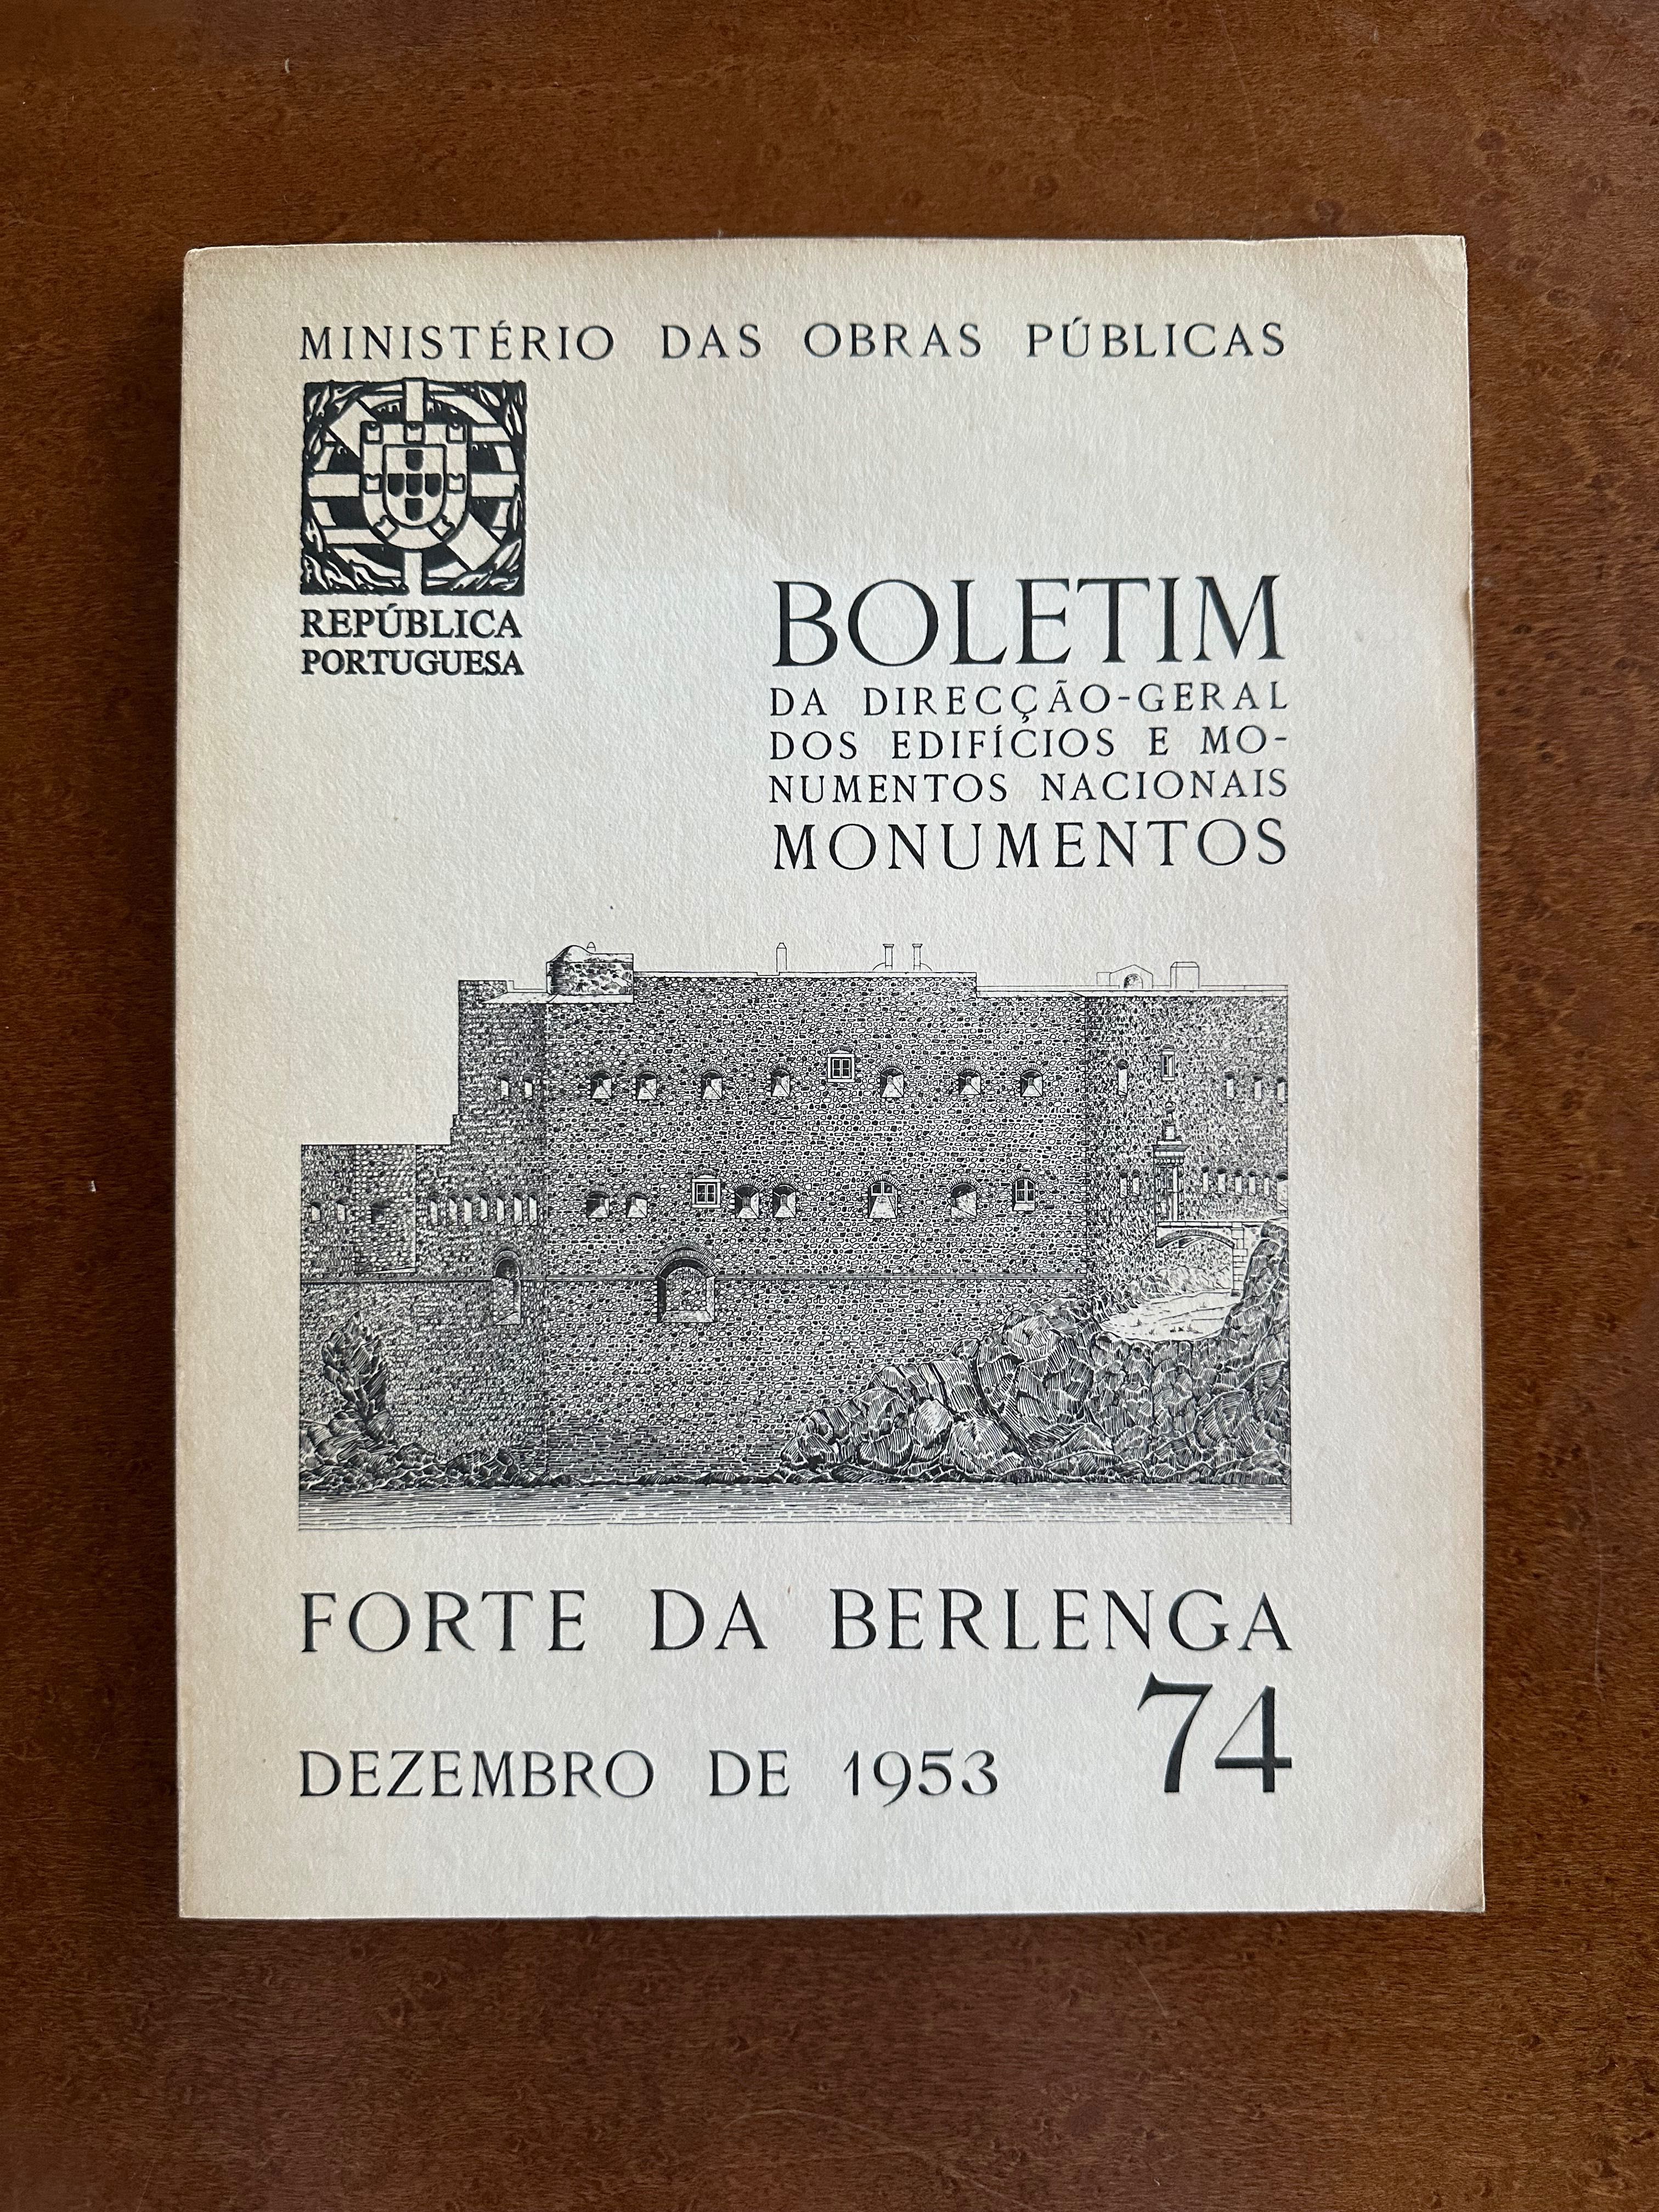 MINISTÉRIO DAS OBRAS PÚBLICAS
REPÚBLICA
PORTUGUESA
BOLETIM
DA DIRECÇÃO-GERAL
DOS EDIFÍCIOS E MO-
NUMENTOS NACIONAIS
MONUMENTOS
FORTE DA BERLENGA
74
DEZEMBRO DE 1953